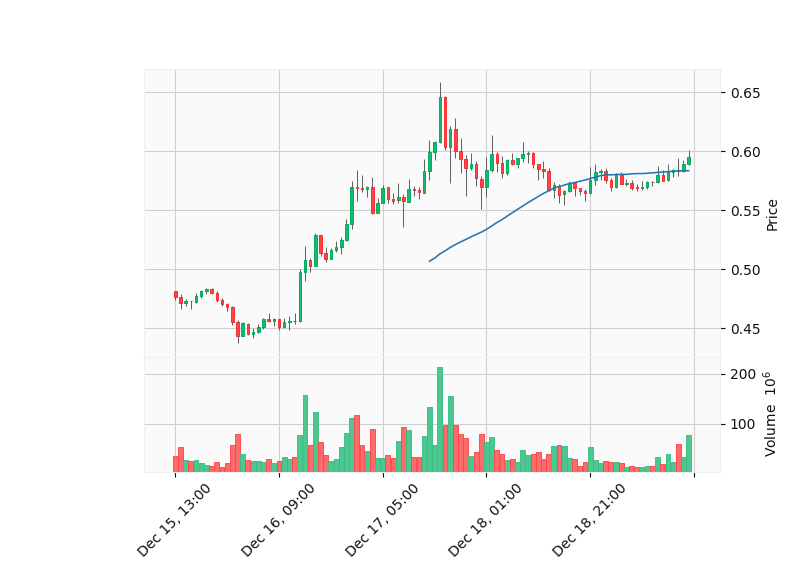 0.65
0.60
0.55
0.50
0.45
Price
200
100
Volume 10^6
Dec 15, 13:00
Dec 16, 09:00
Dec 17, 05:00
Dec 18, 01:00
Dec 18, 21:00